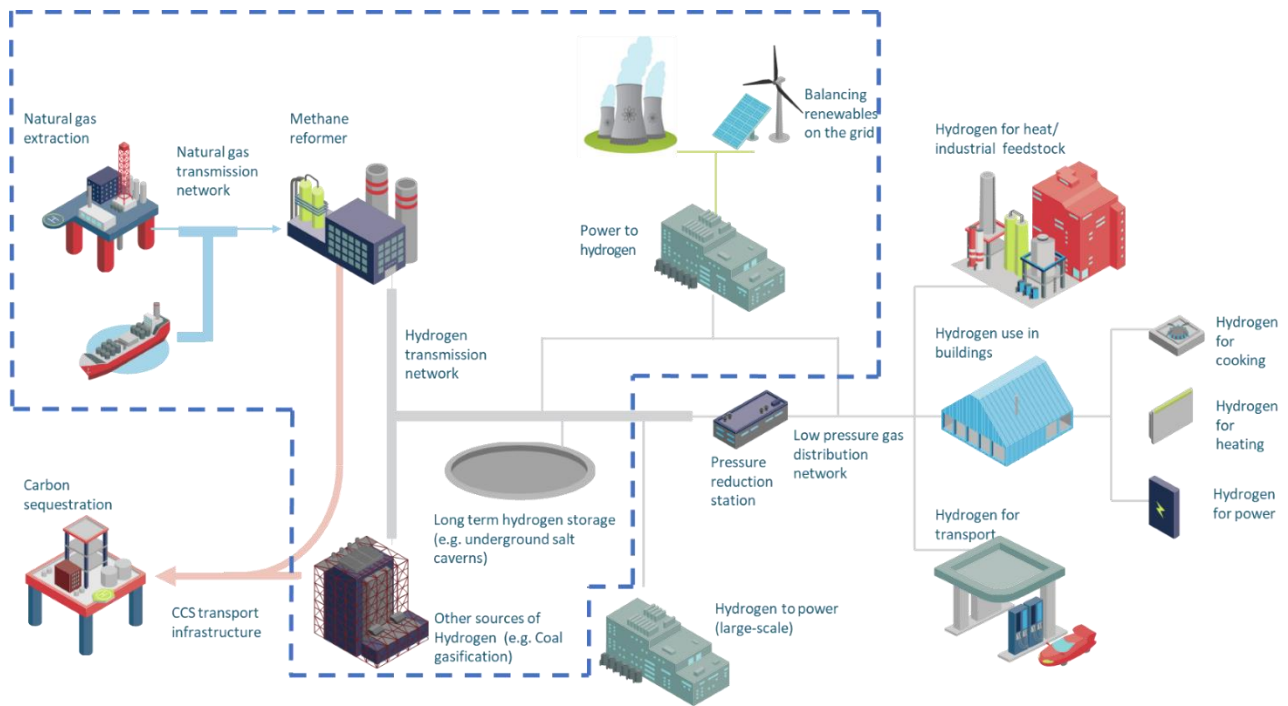 Natural gas
extraction
Natural gas
transmission
network
Methane
reformer
Balancing
renewables
on the grid
Power to
hydrogen
Hydrogen for heat/
industrial feedstock
Hydrogen
transmission
network
Hydrogen use in
buildings
Hydrogen
for
cooking
Hydrogen
for
heating
Hydrogen
for power
Low pressure gas
distribution
network
Pressure
reduction
station
Carbon
sequestration
Long term hydrogen storage
(e.g. underground salt
caverns)
Hydrogen for
transport
CCS transport
infrastructure
Other sources of
Hydrogen (e.g. Coal
gasification)
Hydrogen to power
(large-scale)
H